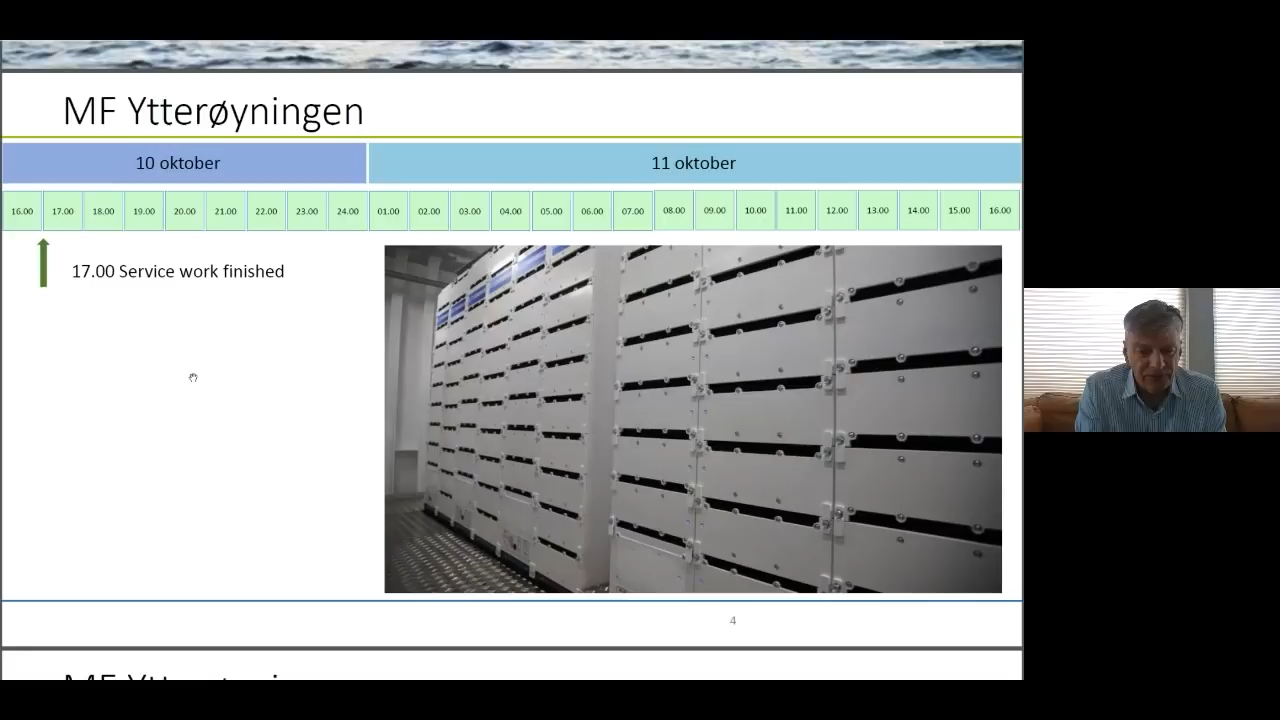 MF Ytterøyningen
10 oktober 11 oktober
16.00 17.00 18.00 19.00 20.00 21.00 22.00 23.00 24.00 01.00 02.00 03.00 04.00 05.00 06.00 07.00 08.00 09.00 10.00 11.00 12.00 13.00 14.00 15.00 16.00
17.00 Service work finished
4